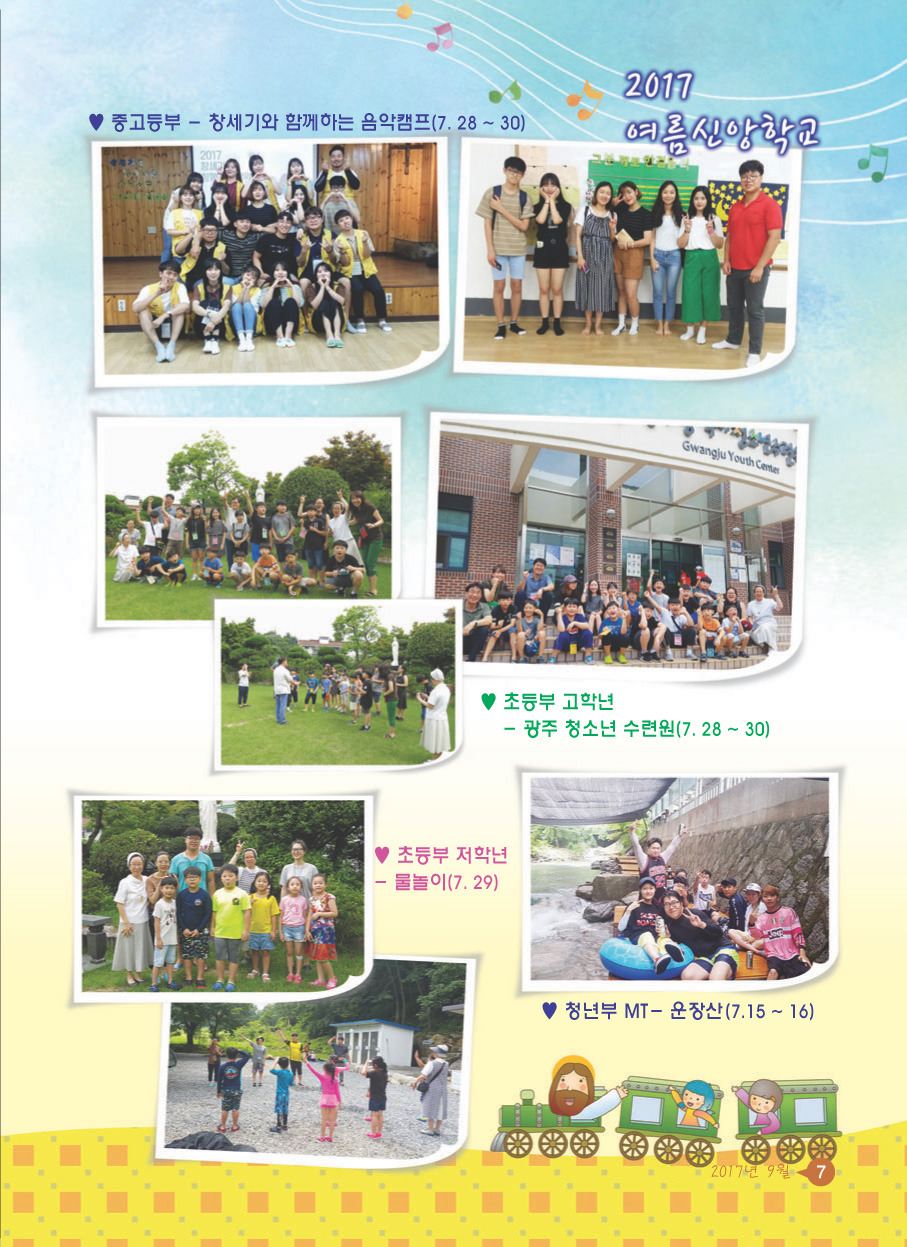 2017
여름신앙학교
♥ 중고등부 - 창세기와 함께하는 음악캠프(7. 28 ~ 30)
2017
Gwangju Youth Center
♥ 초등부 고학년
- 광주 청소년 수련원(7. 28 ~ 30)
♥ 초등부 저학년
- 물놀이(7. 29)
♥ 청년부 MT- 운장산(7.15 ~ 16)
2017년 9월
7